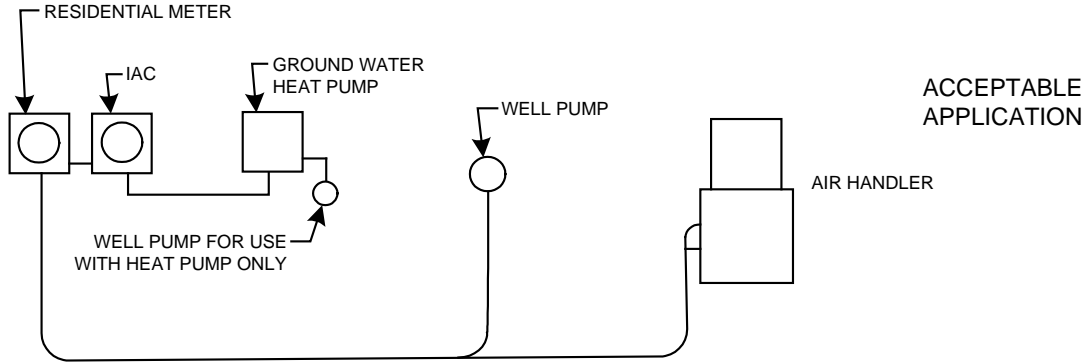 RESIDENTIAL METER
IAC
GROUND WATER
HEAT PUMP
WELL PUMP
ACCEPTABLE
APPLICATION
AIR HANDLER
WELL PUMP FOR USE
WITH HEAT PUMP ONLY